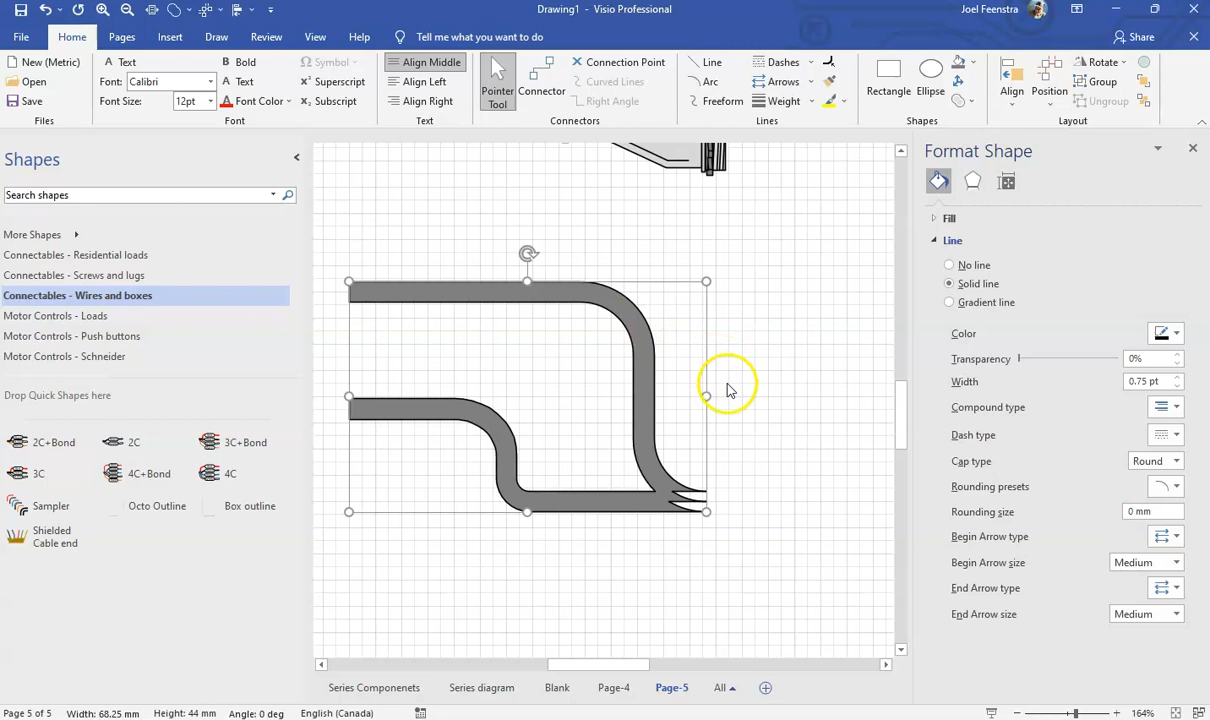 Drawing1 - Visio Professional
Joel Feenstra
File
Home
Pages
Insert
Draw
Review
View
Help
Tell me what you want to do
Share
New (Metric)
Open
Save
Files
Text
Font: Calibri
Font Size: 12pt
Bold
Text
Font Color
Symbol
Superscript
Subscript
Font
Align Middle
Align Left
Align Right
Text
Pointer
Tool
Connector
Connection Point
Curved Lines
Right Angle
Connectors
Line
Arc
Freeform
Dashes
Arrows
Weight
Lines
Rectangle
Ellipse
Shapes
Align
Position
Rotate
Group
Ungroup
Layout
Shapes
Search shapes
More Shapes
Connectables - Residential loads
Connectables - Screws and lugs
Connectables - Wires and boxes
Motor Controls - Loads
Motor Controls - Push buttons
Motor Controls - Schneider
Drop Quick Shapes here
2C+Bond
2C
3C+Bond
3C
4C+Bond
4C
Sampler
Octo Outline
Box outline
Shielded
Cable end
Format Shape
Fill
Line
No line
Solid line
Gradient line
Color
Transparency 0%
Width 0.75 pt
Compound type
Dash type
Cap type Round
Rounding presets
Rounding size 0 mm
Begin Arrow type
Begin Arrow size Medium
End Arrow type
End Arrow size Medium
Series Componenets
Series diagram
Blank
Page-4
Page-5
All
Page 5 of 5
Width: 68.25 mm
Height: 44 mm
Angle: 0 deg
English (Canada)
164%